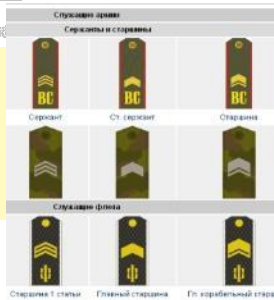 Служащие армии
Сержанты и старшины
ВС ВС ВС
Сержант Ст. сержант Старшина
Служащие флота
Старшина 1 статьи Главный старшина Гл. корабельный стар